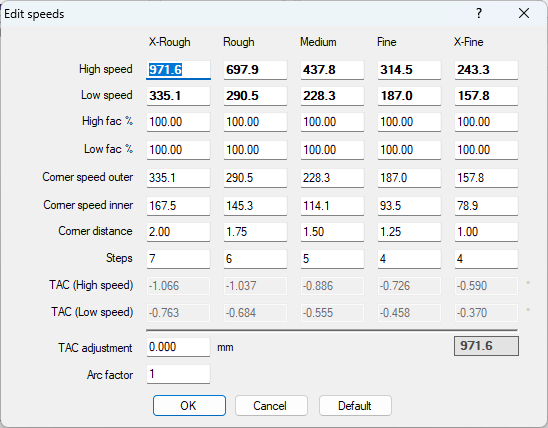 Edit speeds ?
X-Rough Rough Medium Fine X-Fine
High speed 971.6 697.9 437.8 314.5 243.3
Low speed 335.1 290.5 228.3 187.0 157.8
High fac % 100.00 100.00 100.00 100.00 100.00
Low fac % 100.00 100.00 100.00 100.00 100.00
Corner speed outer 335.1 290.5 228.3 187.0 157.8
Corner speed inner 167.5 145.3 114.1 93.5 78.9
Corner distance 2.00 1.75 1.50 1.25 1.00
Steps 7 6 5 4 4
TAC (High speed) -1.066 -1.037 -0.886 -0.726 -0.590 °
TAC (Low speed) -0.763 -0.684 -0.555 -0.458 -0.370 °
TAC adjustment 0.000 mm 971.6
Arc factor 1
OK Cancel Default